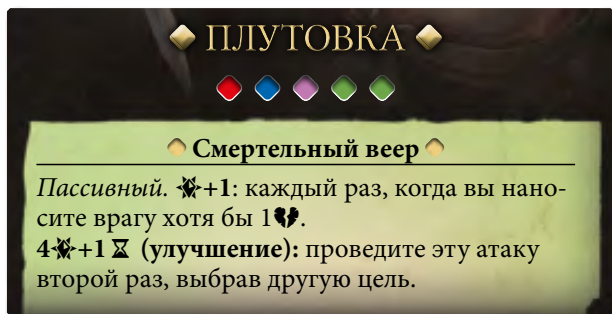 ПЛУТОВКА
Смертельный веер
Пассивный. +1: каждый раз, когда вы нано-
сите врагу хотя бы 1.
4+1 (улучшение): проведите эту атаку
второй раз, выбрав другую цель.